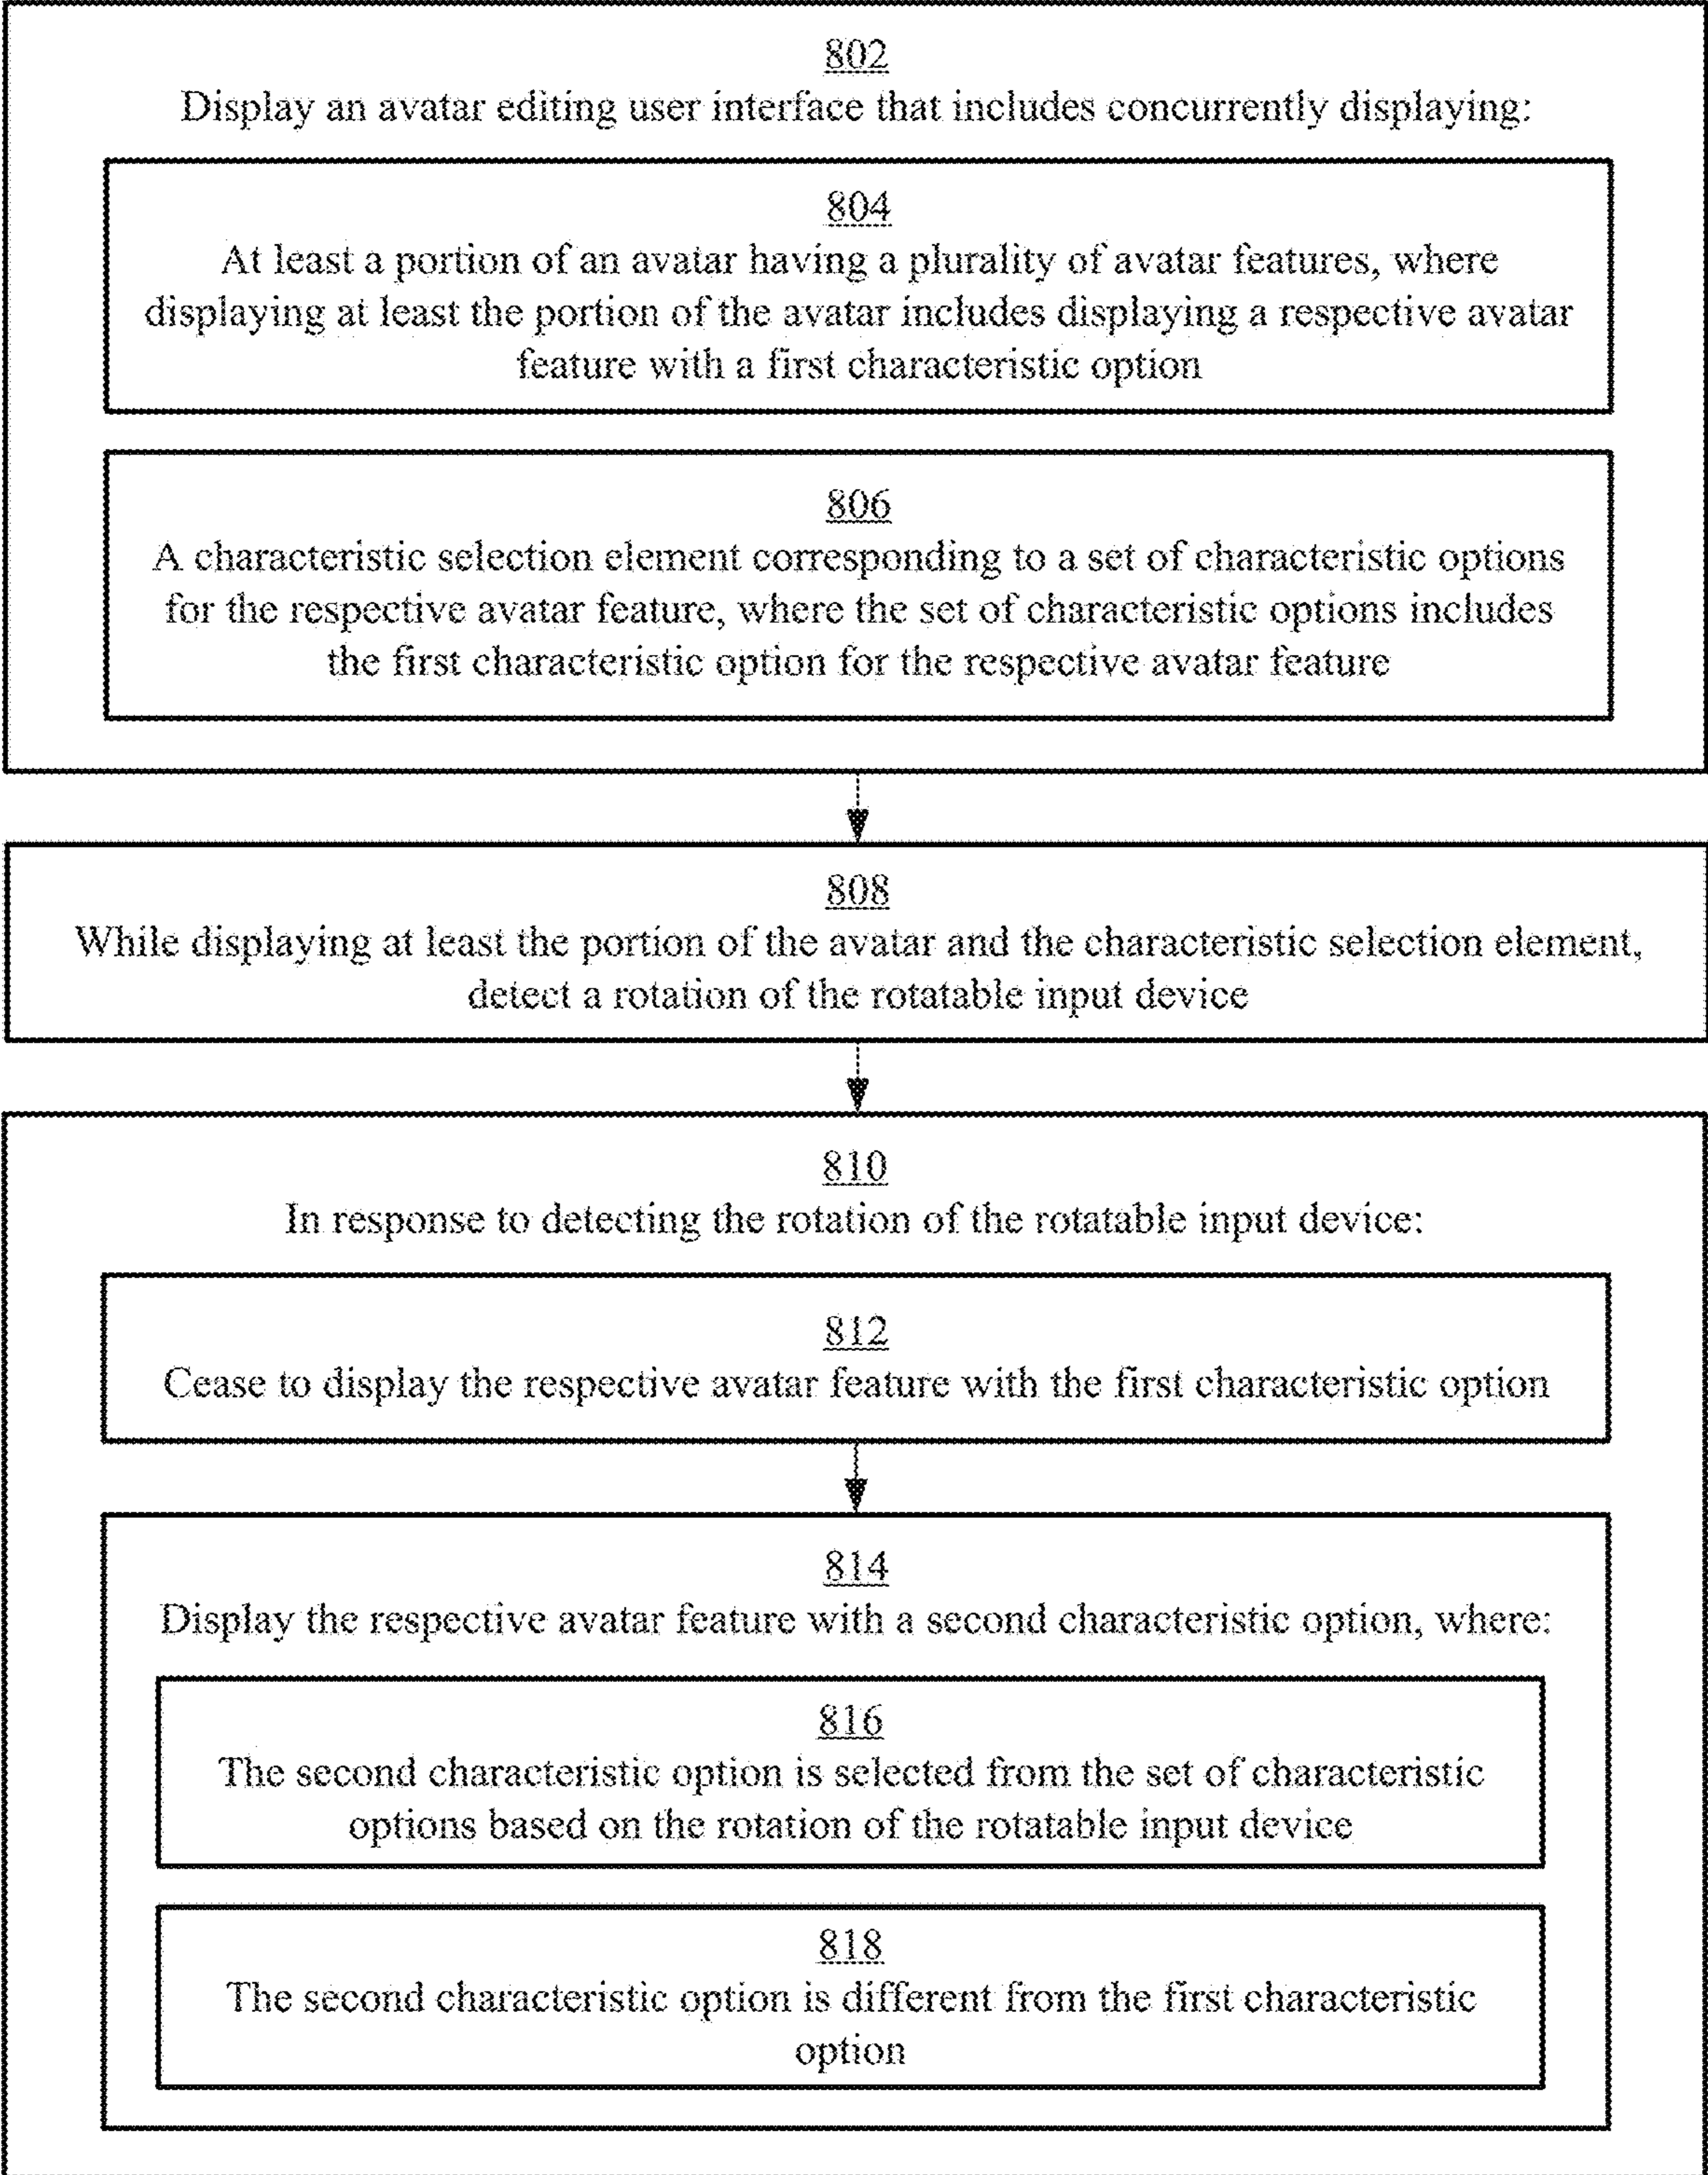 802
Display an avatar editing user interface that includes concurrently displaying:
804
At least a portion of an avatar having a plurality of avatar features, where
displaying at least the portion of the avatar includes displaying a respective avatar
feature with a first characteristic option
806
A characteristic selection element corresponding to a set of characteristic options
for the respective avatar feature, where the set of characteristic options includes
the first characteristic option for the respective avatar feature
808
While displaying at least the portion of the avatar and the characteristic selection element,
detect a rotation of the rotatable input device
810
In response to detecting the rotation of the rotatable input device:
812
Cease to display the respective avatar feature with the first characteristic option
814
Display the respective avatar feature with a second characteristic option, where:
816
The second characteristic option is selected from the set of characteristic
options based on the rotation of the rotatable input device
818
The second characteristic option is different from the first characteristic
option